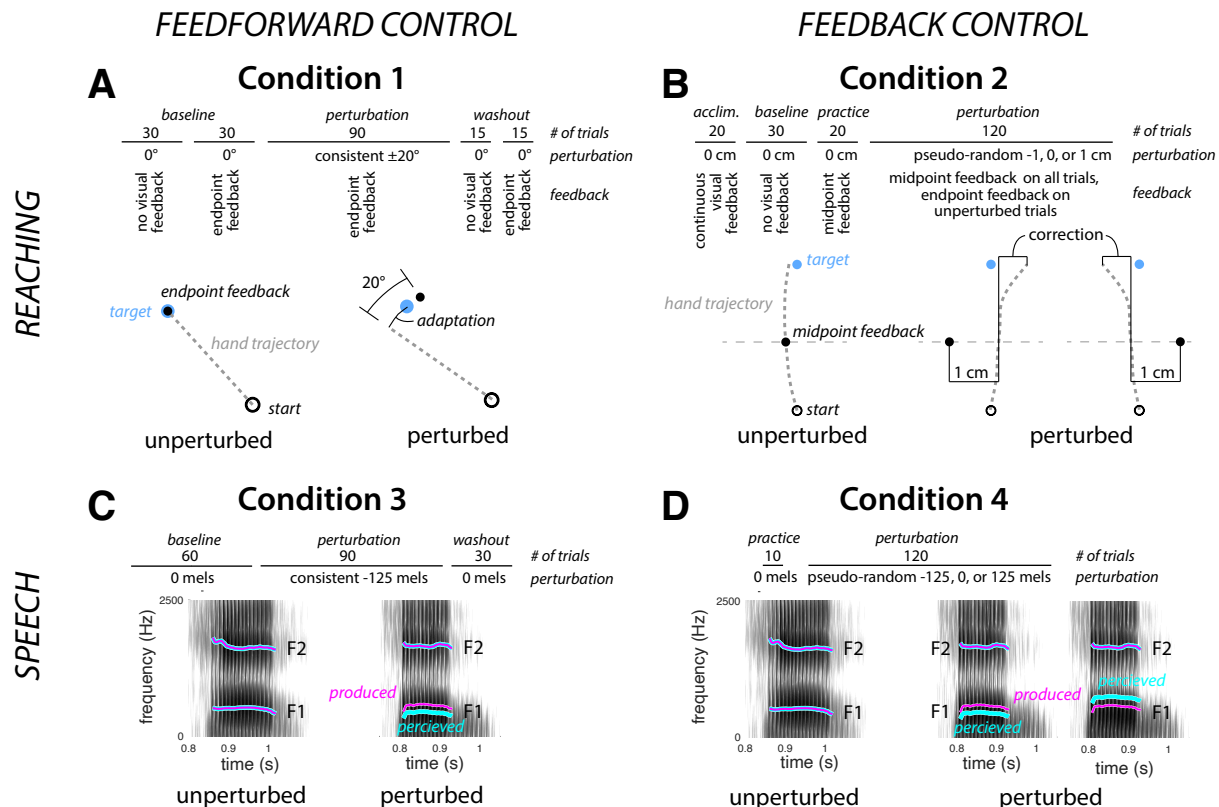 FEEDFORWARD CONTROL
FEEDBACK CONTROL
REACHING
A
Condition 1
baseline perturbation washout
30 30 90 15 15 # of trials
0° 0° consistent ±20° 0° 0° perturbation
no visual feedback
endpoint feedback
endpoint feedback
no visual feedback
endpoint feedback
feedback
target
endpoint feedback
hand trajectory
start
unperturbed
20°
adaptation
perturbed
B
Condition 2
acclim. baseline practice perturbation
20 30 20 120 # of trials
0 cm 0 cm 0 cm pseudo-random -1, 0, or 1 cm perturbation
continuous visual feedback
no visual feedback
midpoint feedback
midpoint feedback on all trials,
endpoint feedback on
unperturbed trials
feedback
target
hand trajectory
midpoint feedback
start
unperturbed
correction
1 cm
1 cm
perturbed
SPEECH
C
Condition 3
baseline perturbation washout
60 90 30 # of trials
0 mels consistent -125 mels 0 mels perturbation
frequency (Hz)
2500
0
F2
F1
0.8 0.9 1
time (s)
unperturbed
F2
produced
F1
percieved
0.8 0.9 1
time (s)
perturbed
D
Condition 4
practice perturbation
10 120 # of trials
0 mels pseudo-random -125, 0, or 125 mels perturbation
frequency (Hz)
2500
0
F2
F1
0.8 0.9 1
time (s)
unperturbed
F2
F1
produced
percieved
0.8 0.9 1
time (s)
percieved
0.8 0.9 1
time (s)
perturbed